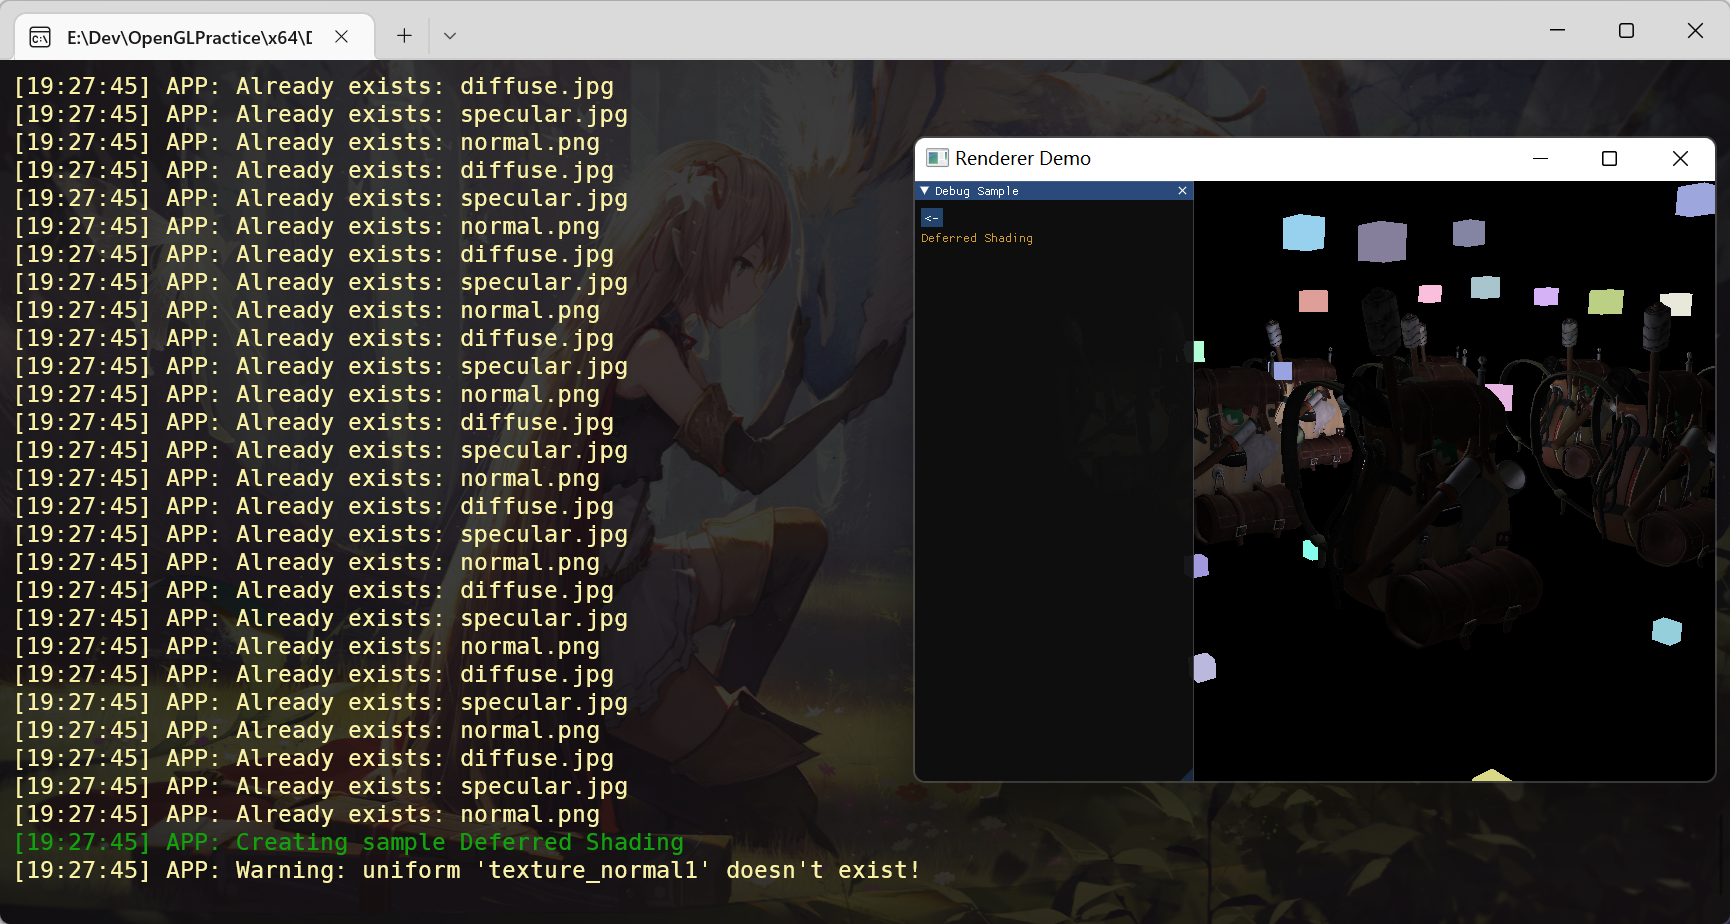 E:\Dev\OpenGLPractice\x64\D
[19:27:45] APP: Already exists: diffuse.jpg
[19:27:45] APP: Already exists: specular.jpg
[19:27:45] APP: Already exists: normal.png
[19:27:45] APP: Already exists: diffuse.jpg
[19:27:45] APP: Already exists: specular.jpg
[19:27:45] APP: Already exists: normal.png
[19:27:45] APP: Already exists: diffuse.jpg
[19:27:45] APP: Already exists: specular.jpg
[19:27:45] APP: Already exists: normal.png
[19:27:45] APP: Already exists: diffuse.jpg
[19:27:45] APP: Already exists: specular.jpg
[19:27:45] APP: Already exists: normal.png
[19:27:45] APP: Already exists: diffuse.jpg
[19:27:45] APP: Already exists: specular.jpg
[19:27:45] APP: Already exists: normal.png
[19:27:45] APP: Already exists: diffuse.jpg
[19:27:45] APP: Already exists: specular.jpg
[19:27:45] APP: Already exists: normal.png
[19:27:45] APP: Already exists: diffuse.jpg
[19:27:45] APP: Already exists: specular.jpg
[19:27:45] APP: Already exists: normal.png
[19:27:45] APP: Already exists: diffuse.jpg
[19:27:45] APP: Already exists: specular.jpg
[19:27:45] APP: Already exists: normal.png
[19:27:45] APP: Already exists: diffuse.jpg
[19:27:45] APP: Already exists: specular.jpg
[19:27:45] APP: Already exists: normal.png
[19:27:45] APP: Creating sample Deferred Shading
[19:27:45] APP: Warning: uniform 'texture_normal1' doesn't exist!
Renderer Demo
Debug Sample
<-
Deferred Shading